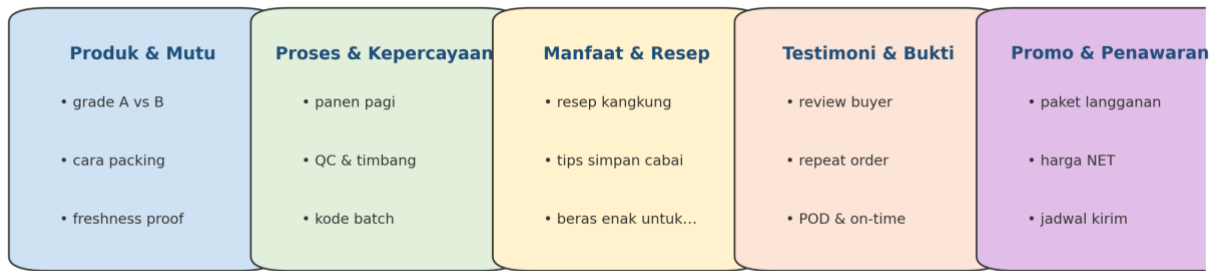 Produk & Mutu
• grade A vs B
• cara packing
• freshness proof
Proses & Kepercayaan
• panen pagi
• QC & timbang
• kode batch
Manfaat & Resep
• resep kangkung
• tips simpan cabai
• beras enak untuk...
Testimoni & Bukti
• review buyer
• repeat order
• POD & on-time
Promo & Penawaran
• paket langganan
• harga NET
• jadwal kirim